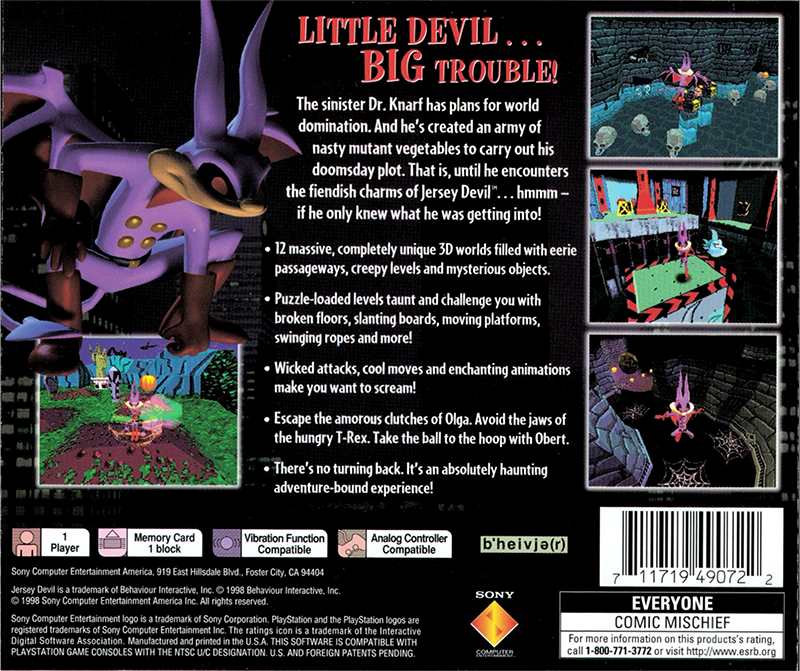 LITTLE DEVIL . . .
BIG TROUBLE!
The sinister Dr. Knarf has plans for world
domination. And he's created an army of
nasty mutant vegetables to carry out his
doomsday plot. That is, until he encounters
the fiendish charms of Jersey Devil™. . . hmmm –
if he only knew what he was getting into!
• 12 massive, completely unique 3D worlds filled with eerie
passageways, creepy levels and mysterious objects.
• Puzzle-loaded levels taunt and challenge you with
broken floors, slanting boards, moving platforms,
swinging ropes and more!
• Wicked attacks, cool moves and enchanting animations
make you want to scream!
• Escape the amorous clutches of Olga. Avoid the jaws of
the hungry T-Rex. Take the ball to the hoop with Obert.
• There's no turning back. It's an absolutely haunting
adventure-bound experience!
1
Player
Memory Card
1 block
Vibration Function
Compatible
Analog Controller
Compatible
b'heivjə(r)
Sony Computer Entertainment America, 919 East Hillsdale Blvd., Foster City, CA 94404
Jersey Devil is a trademark of Behaviour Interactive, Inc. © 1998 Behaviour Interactive, Inc.
© 1998 Sony Computer Entertainment America Inc. All rights reserved.
Sony Computer Entertainment logo is a trademark of Sony Corporation. PlayStation and the PlayStation logos are
registered trademarks of Sony Computer Entertainment Inc. The ratings icon is a trademark of the Interactive
Digital Software Association. Manufactured and printed in the U.S.A. THIS SOFTWARE IS COMPATIBLE WITH
PLAYSTATION GAME CONSOLES WITH THE NTSC U/C DESIGNATION. U.S. AND FOREIGN PATENTS PENDING.
SONY
COMPUTER
ENTERTAINMENT
7 11719 49072 2
EVERYONE
COMIC MISCHIEF
For more information on this products's rating,
call 1-800-771-3772 or visit http://www.esrb.org